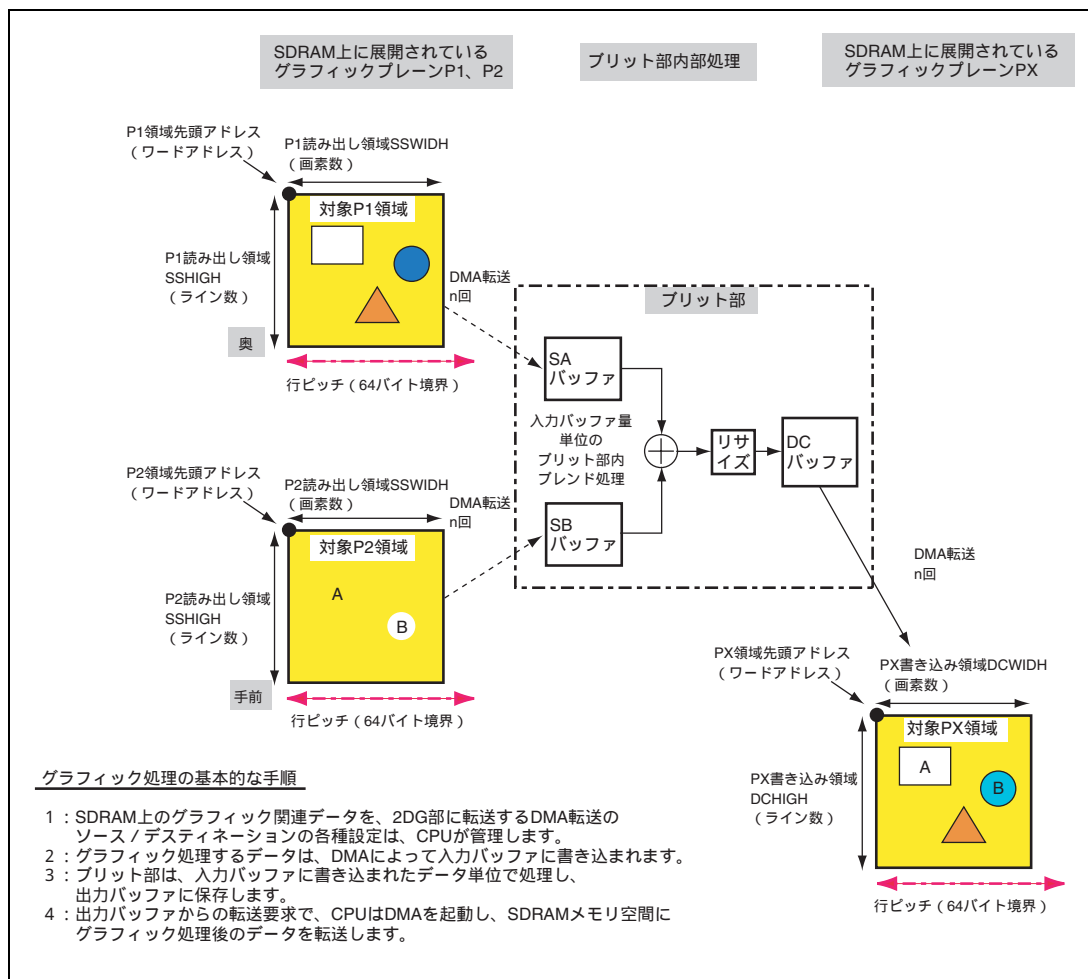 SDRAM上に展開されている
グラフィックプレーンP1、P2
ブリット部内部処理
SDRAM上に展開されている
グラフィックプレーンPX
P1領域先頭アドレス
（ワードアドレス）
P1読み出し領域SSWIDH
（画素数）
対象P1領域
P1読み出し領域
SSHIGH
（ライン数）
奥
行ピッチ（64バイト境界）
DMA転送
n回
ブリット部
SA
バッファ
入力バッファ量
単位の
ブリット部内
ブレンド処理
リサ
イズ
DC
バッファ
SB
バッファ
P2領域先頭アドレス
（ワードアドレス）
P2読み出し領域SSWIDH
（画素数）
DMA転送
n回
対象P2領域
A
B
P2読み出し領域
SSHIGH
（ライン数）
手前
行ピッチ（64バイト境界）
DMA転送
n回
PX領域先頭アドレス
（ワードアドレス）
PX書き込み領域DCWIDH
（画素数）
対象PX領域
A
B
PX書き込み領域
DCHIGH
（ライン数）
行ピッチ（64バイト境界）
グラフィック処理の基本的な手順
1：SDRAM上のグラフィック関連データを、2DG部に転送するDMA転送の
ソース / デスティネーションの各種設定は、CPUが管理します。
2：グラフィック処理するデータは、DMAによって入力バッファに書き込まれます。
3：ブリット部は、入力バッファに書き込まれたデータ単位で処理し、
出力バッファに保存します。
4：出力バッファからの転送要求で、CPUはDMAを起動し、SDRAMメモリ空間に
グラフィック処理後のデータを転送します。